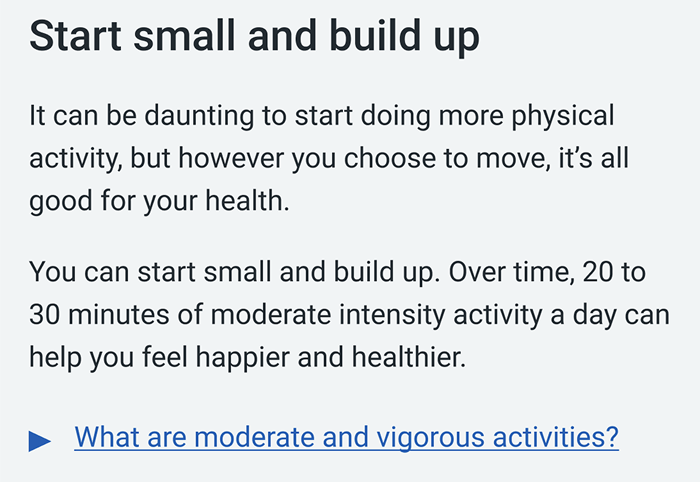 Start small and build up
It can be daunting to start doing more physical
activity, but however you choose to move, it’s all
good for your health.
You can start small and build up. Over time, 20 to
30 minutes of moderate intensity activity a day can
help you feel happier and healthier.
What are moderate and vigorous activities?